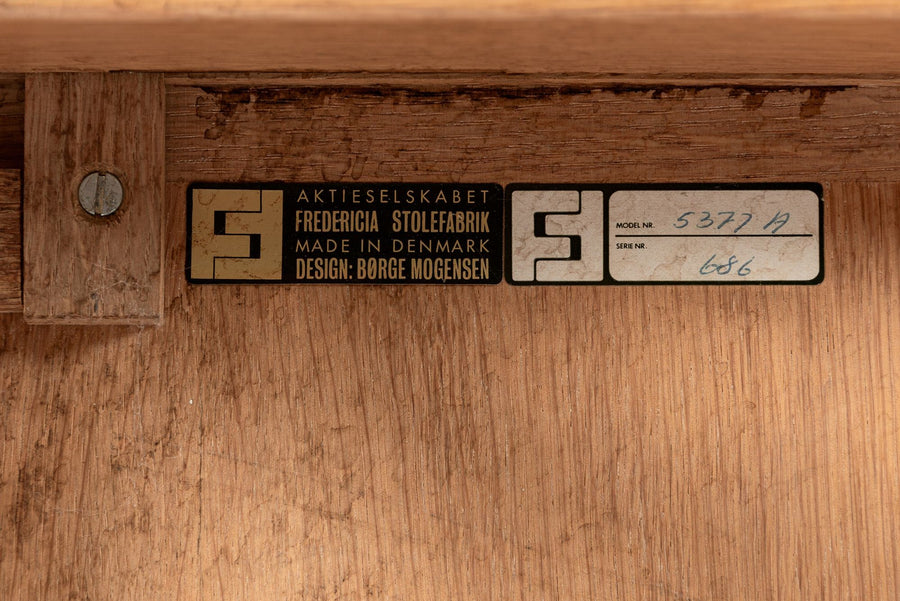 AKTIESELSKABET
FREDERICIA STOLEFABRIK
MADE IN DENMARK
DESIGN: BØRGE MOGENSEN
MODEL NR. 5377 A
SERIE NR.
686